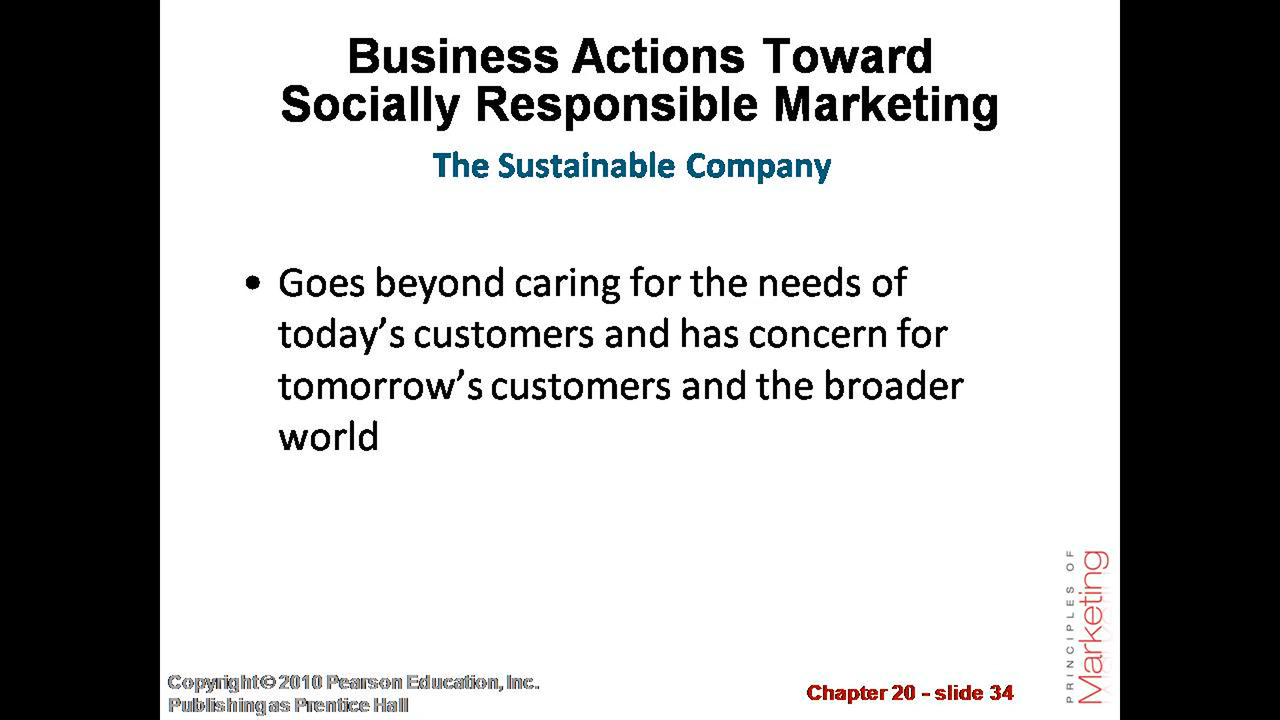 Business Actions Toward
Socially Responsible Marketing
The Sustainable Company
• Goes beyond caring for the needs of
today’s customers and has concern for
tomorrow’s customers and the broader
world
PRINCIPLES OF
Marketing
Copyright © 2010 Pearson Education, Inc.
Publishing as Prentice Hall
Chapter 20 - slide 34